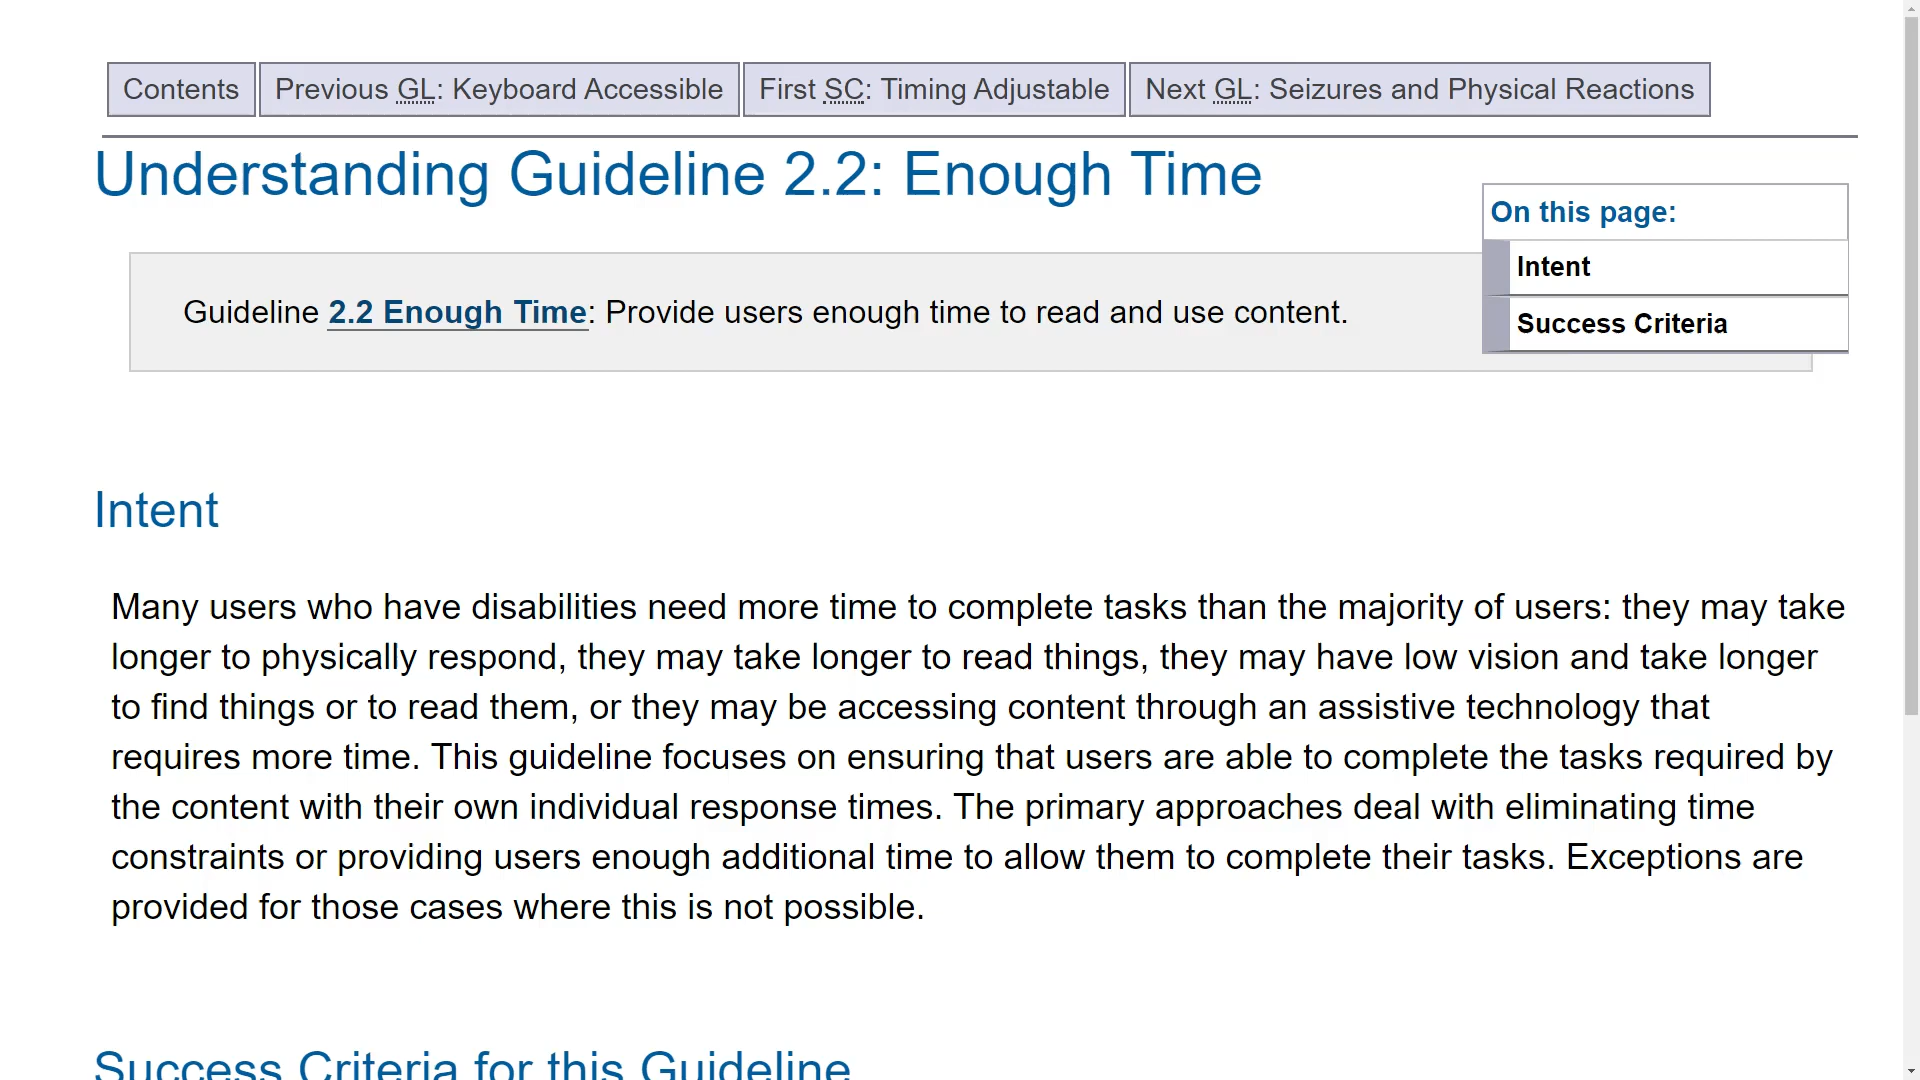 Contents
Previous GL: Keyboard Accessible
First SC: Timing Adjustable
Next GL: Seizures and Physical Reactions
Understanding Guideline 2.2: Enough Time
On this page:
Intent
Success Criteria
Guideline 2.2 Enough Time: Provide users enough time to read and use content.
Intent
Many users who have disabilities need more time to complete tasks than the majority of users: they may take
longer to physically respond, they may take longer to read things, they may have low vision and take longer
to find things or to read them, or they may be accessing content through an assistive technology that
requires more time. This guideline focuses on ensuring that users are able to complete the tasks required by
the content with their own individual response times. The primary approaches deal with eliminating time
constraints or providing users enough additional time to allow them to complete their tasks. Exceptions are
provided for those cases where this is not possible.
Success Criteria for this Guideline